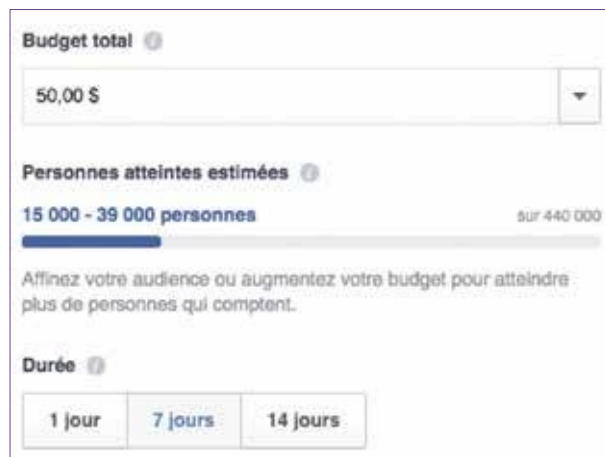 Budget total
50,00 $
Personnes atteintes estimées
15 000 - 39 000 personnes
sur 440 000
Affinez votre audience ou augmentez votre budget pour atteindre
plus de personnes qui comptent.
Durée
1 jour
7 jours
14 jours